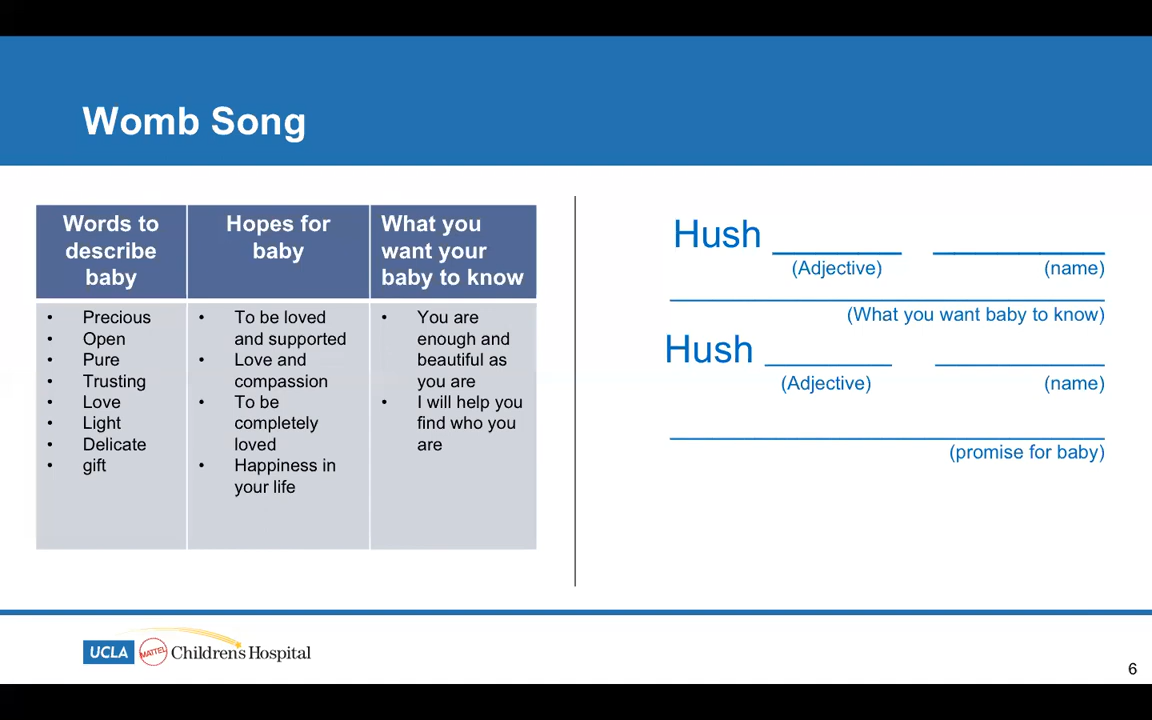 Womb Song
Words to
describe
baby
Hopes for
baby
What you
want your
baby to know
• Precious
• Open
• Pure
• Trusting
• Love
• Light
• Delicate
• gift
• To be loved
and supported
• Love and
compassion
• To be
completely
loved
• Happiness in
your life
• You are
enough and
beautiful as
you are
• I will help you
find who you
are
Hush ______ ________
(Adjective) (name)
(What you want baby to know)
Hush ______ ________
(Adjective) (name)
(promise for baby)
UCLA MATTEL Children's Hospital
6